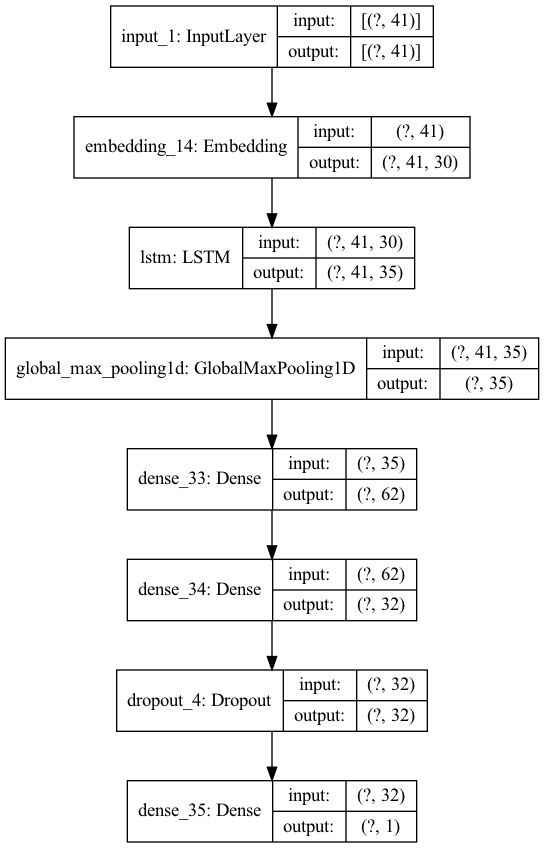 input_1: InputLayer
input:
[(?, 41)]
output:
[(?, 41)]
embedding_14: Embedding
input:
(?, 41)
output:
(?, 41, 30)
lstm: LSTM
input:
(?, 41, 30)
output:
(?, 41, 35)
global_max_pooling1d: GlobalMaxPooling1D
input:
(?, 41, 35)
output:
(?, 35)
dense_33: Dense
input:
(?, 35)
output:
(?, 62)
dense_34: Dense
input:
(?, 62)
output:
(?, 32)
dropout_4: Dropout
input:
(?, 32)
output:
(?, 32)
dense_35: Dense
input:
(?, 32)
output:
(?, 1)